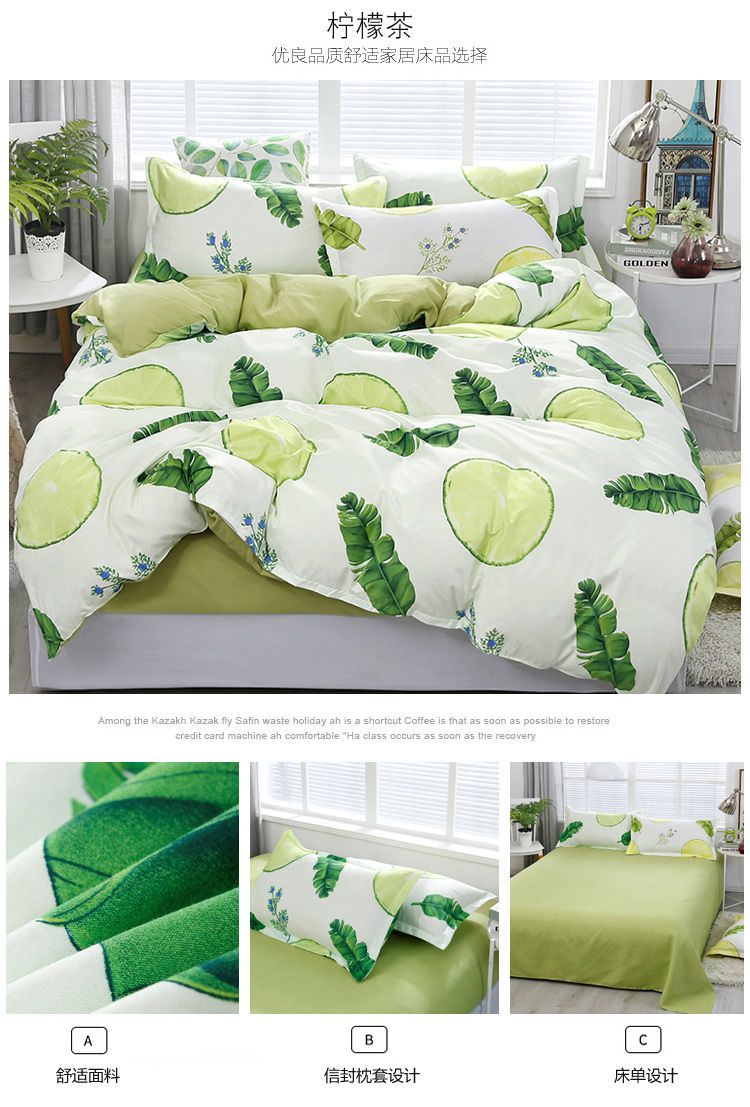 柠檬茶
优良品质舒适家居床品选择
FASHIONHOME
GOLDEN
Among the Kazakh Kazak fly Safin waste holiday ah is a shortcut Coffee is that as soon as possible to restore
credit card machine ah comfortable "Ha class occurs as soon as the recovery
A
B
C
舒适面料
信封枕套设计
床单设计